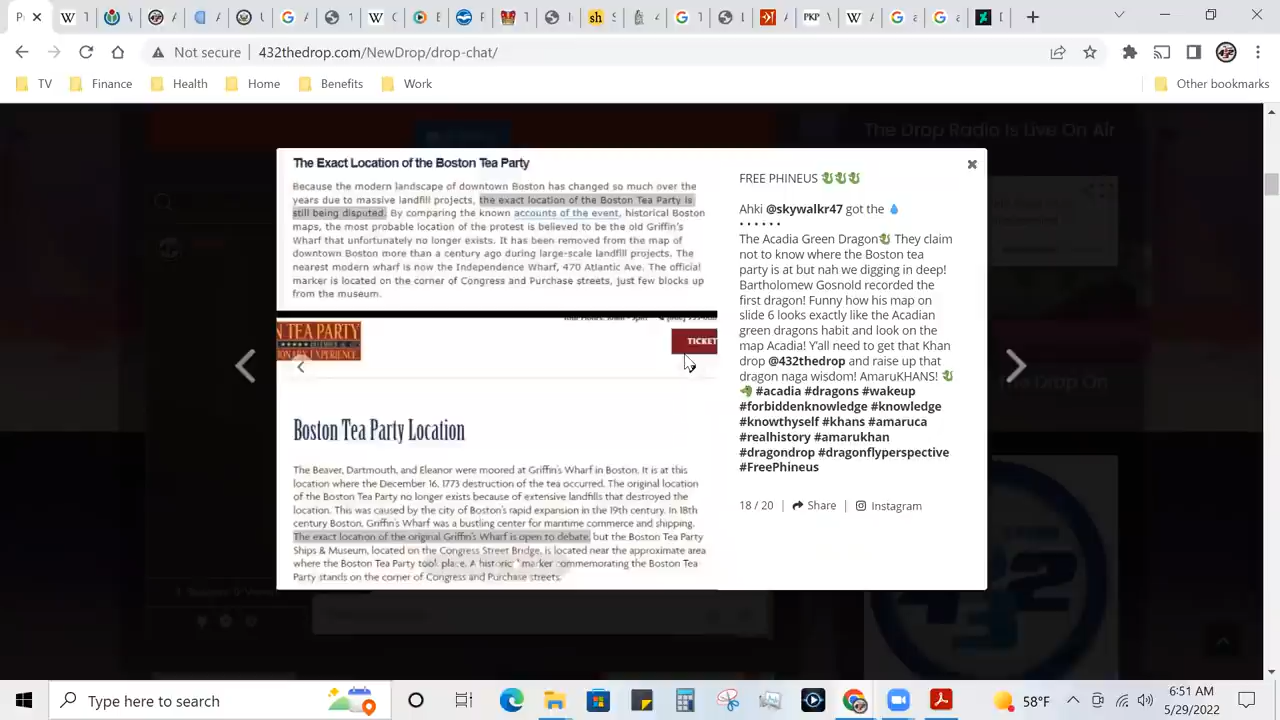 Not secure
432thedrop.com/NewDrop/drop-chat/
TV
Finance
Health
Home
Benefits
Work
Other bookmarks
The Drop Radio Is Live On Air
The Exact Location of the Boston Tea Party
Because the modern landscape of downtown Boston has changed so much over the
years due to massive landfill projects, the exact location of the Boston Tea Party is
still being disputed. By comparing the known accounts of the event, historical Boston
maps, the most probable location of the protest is believed to be the old Griffin's
Wharf that unfortunately no longer exists. It has been removed from the map of
downtown Boston more than a century ago during large-scale landfill projects. The
nearest modern wharf is now the Independence Wharf, 470 Atlantic Ave. The official
marker is located on the corner of Congress and Purchase streets, just few blocks up
from the museum.
N TEA PARTY
TICKET
Boston Tea Party Location
The Beaver, Dartmouth, and Eleanor were moored at Griffin's Wharf in Boston. It is at this
location where the December 16, 1773 destruction of the tea occurred. The original location
of the Boston Tea Party no longer exists because of extensive landfills that destroyed the
location. This was caused by the city of Boston's rapid expansion in the 19th century. In 18th
century Boston, Griffin's Wharf was a bustling center for maritime commerce and shipping.
The exact location of the original Griffin's Wharf is open to debate, but the Boston Tea Party
Ships & Museum, located on the Congress Street Bridge, is located near the approximate area
where the Boston Tea Party took place. A historic marker commemorating the Boston Tea
Party stands on the corner of Congress and Purchase streets.
FREE PHINEUS 🐉🐉🐉
Ahki @skywalkr47 got the 💧
• • • • • •
The Acadia Green Dragon🐉 They claim
not to know where the Boston tea
party is at but nah we digging in deep!
Bartholomew Gosnold recorded the
first dragon! Funny how his map on
slide 6 looks exactly like the Acadian
green dragons habit and look on the
map Acadia! Y'all need to get that Khan
drop @432thedrop and raise up that
dragon naga wisdom! AmaruKHANS! 🐉
🐲 #acadia #dragons #wakeup
#forbiddenknowledge #knowledge
#knowthyself #khans #amaruca
#realhistory #amarukhan
#dragondrop #dragonflyperspective
#FreePhineus
18 / 20 | Share | Instagram
Type here to search
58°F
6:51 AM
5/29/2022